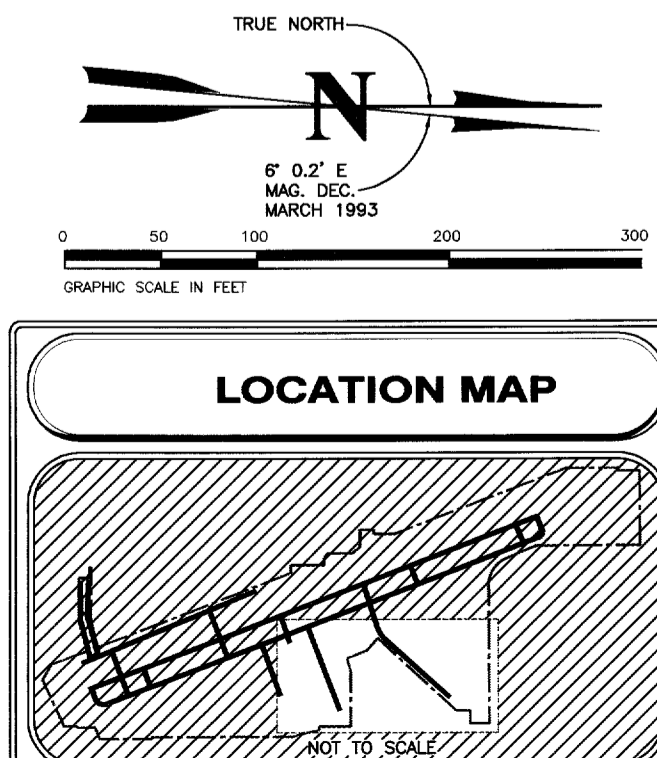 TRUE NORTH
N
6° 0.2' E
MAG. DEC.
MARCH 1993
0 50 100 200 300
GRAPHIC SCALE IN FEET
LOCATION MAP
NOT TO SCALE